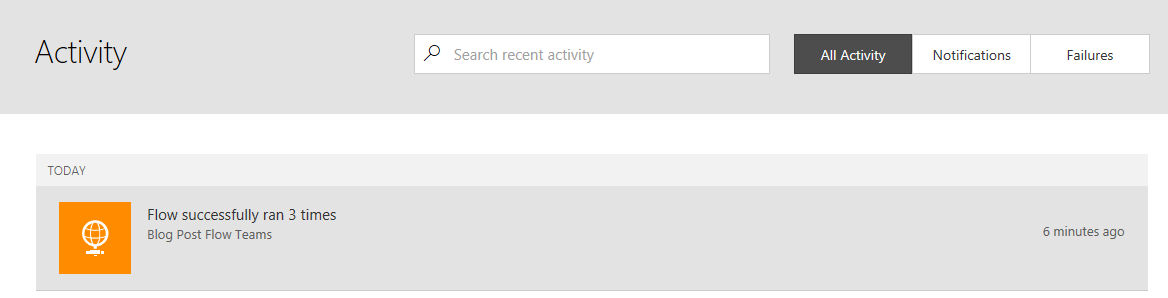 Activity
Search recent activity
All Activity
Notifications
Failures
TODAY
Flow successfully ran 3 times
Blog Post Flow Teams
6 minutes ago